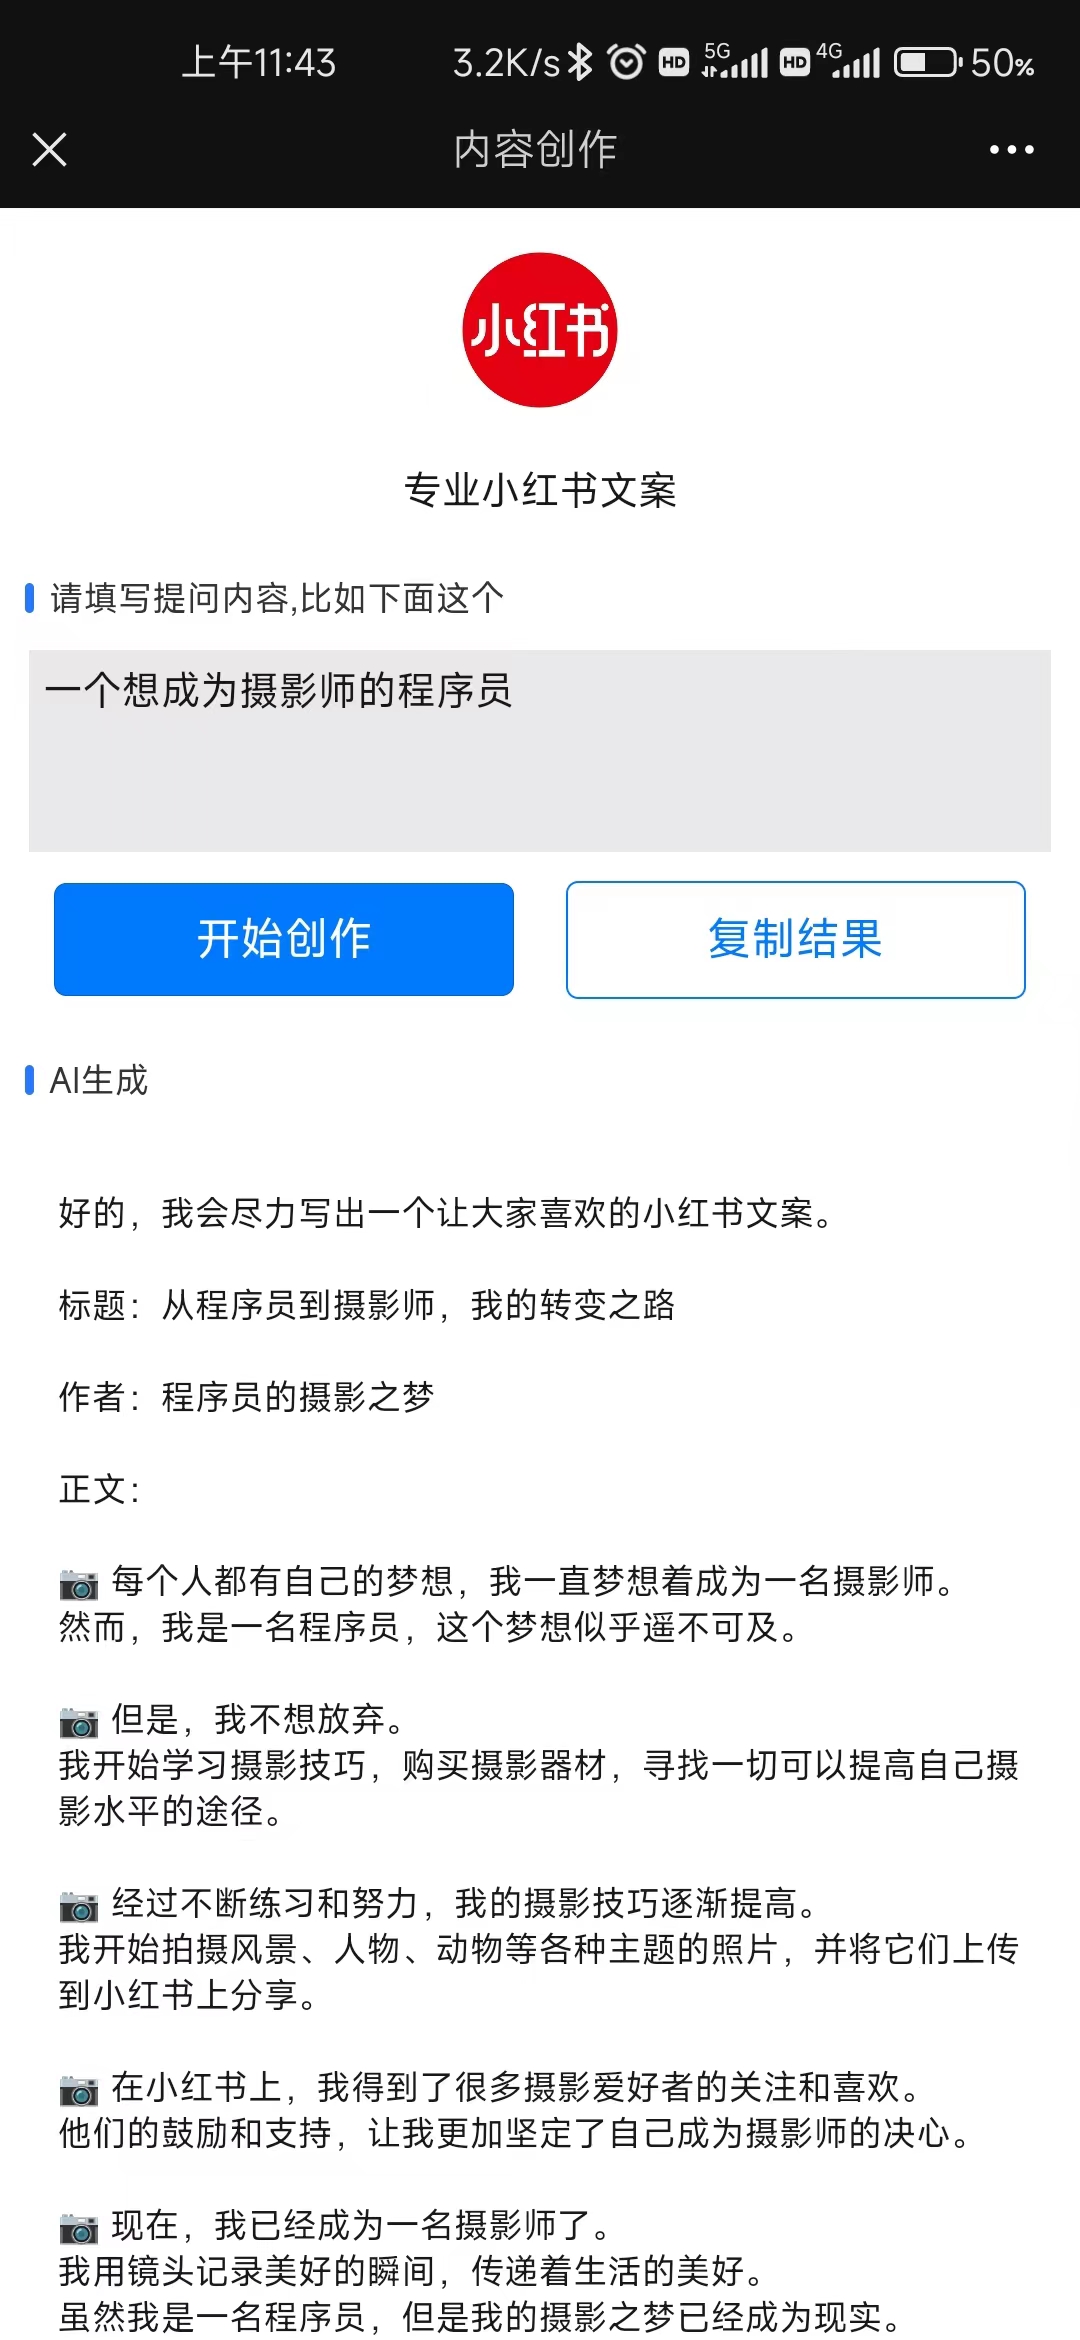 上午11:43 3.2K/s HD 5G HD 4G 50%
内容创作
小红书
专业小红书文案
请填写提问内容,比如下面这个
一个想成为摄影师的程序员
开始创作 复制结果
AI生成
好的，我会尽力写出一个让大家喜欢的小红书文案。
标题：从程序员到摄影师，我的转变之路
作者：程序员的摄影之梦
正文：
📷 每个人都有自己的梦想，我一直梦想着成为一名摄影师。
然而，我是一名程序员，这个梦想似乎遥不可及。
📷 但是，我不想放弃。
我开始学习摄影技巧，购买摄影器材，寻找一切可以提高自己摄
影水平的途径。
📷 经过不断练习和努力，我的摄影技巧逐渐提高。
我开始拍摄风景、人物、动物等各种主题的照片，并将它们上传
到小红书上分享。
📷 在小红书上，我得到了很多摄影爱好者的关注和喜欢。
他们的鼓励和支持，让我更加坚定了自己成为摄影师的决心。
📷 现在，我已经成为一名摄影师了。
我用镜头记录美好的瞬间，传递着生活的美好。
虽然我是一名程序员，但是我的摄影之梦已经成为现实。